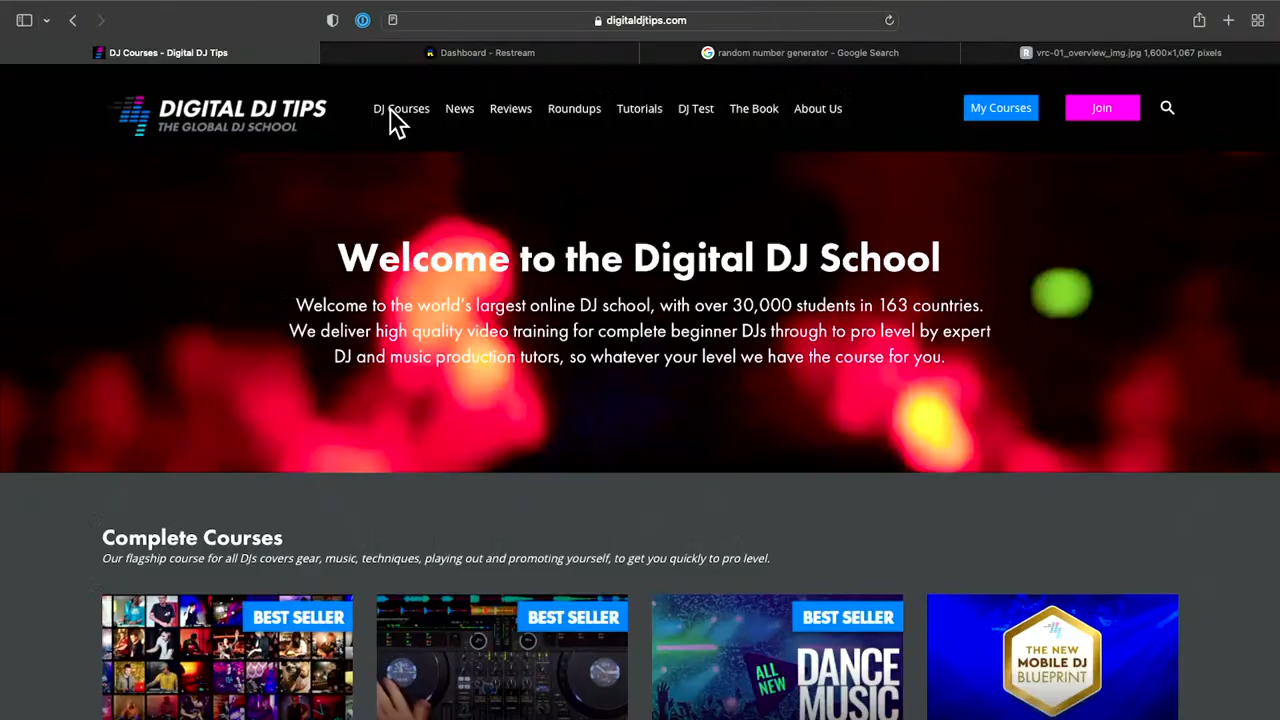 digitaldjtips.com
DJ Courses - Digital DJ Tips
Dashboard - Restream
random number generator - Google Search
vrc-01_overview_img.jpg 1,600×1,067 pixels
DIGITAL DJ TIPS
THE GLOBAL DJ SCHOOL
DJ Courses
News
Reviews
Roundups
Tutorials
DJ Test
The Book
About Us
My Courses
Join
Welcome to the Digital DJ School
Welcome to the world's largest online DJ school, with over 30,000 students in 163 countries.
We deliver high quality video training for complete beginner DJs through to pro level by expert
DJ and music production tutors, so whatever your level we have the course for you.
Complete Courses
Our flagship course for all DJs covers gear, music, techniques, playing out and promoting yourself, to get you quickly to pro level.
BEST SELLER
BEST SELLER
BEST SELLER
ALL
NEW
DANCE
MUSIC
THE NEW
MOBILE DJ
BLUEPRINT